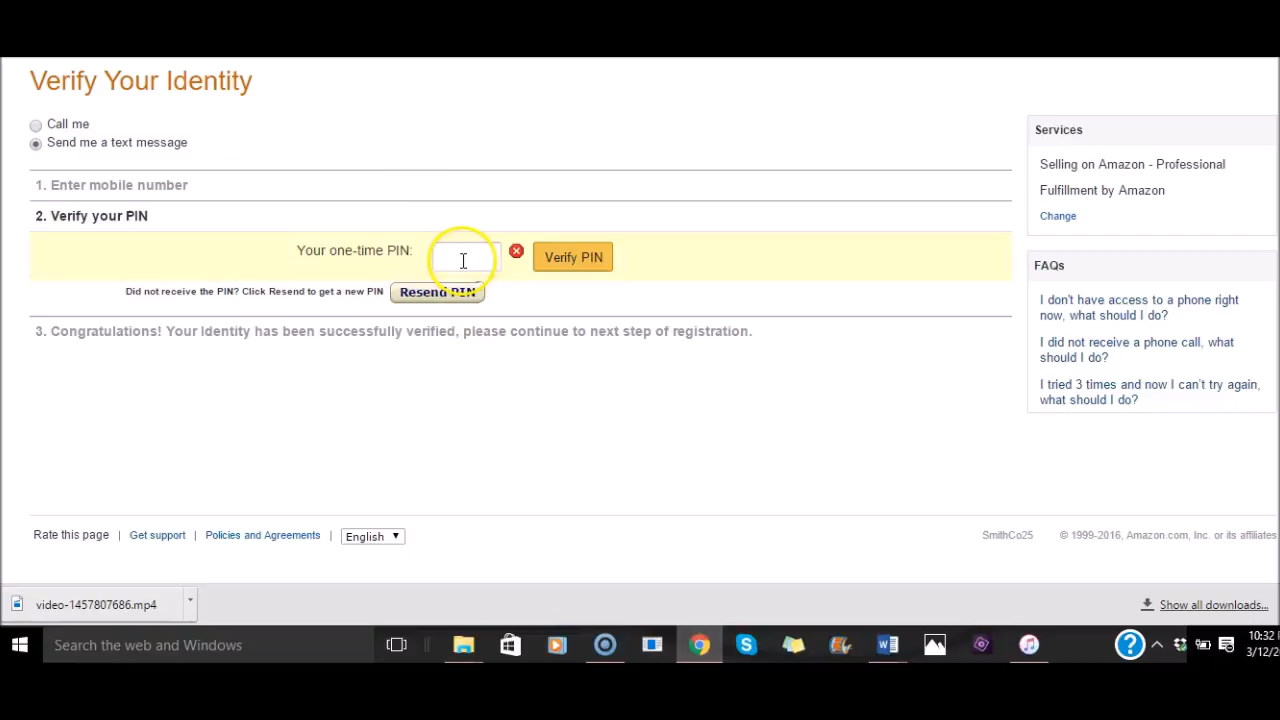 Verify Your Identity
Call me
Send me a text message
1. Enter mobile number
2. Verify your PIN
Your one-time PIN:
Verify PIN
Did not receive the PIN? Click Resend to get a new PIN
Resend PIN
3. Congratulations! Your Identity has been successfully verified, please continue to next step of registration.
Services
Selling on Amazon - Professional
Fulfillment by Amazon
Change
FAQs
I don't have access to a phone right
now, what should I do?
I did not receive a phone call, what
should I do?
I tried 3 times and now I can't try again,
what should I do?
Rate this page | Get support | Policies and Agreements | English
SmithCo25 © 1999-2016, Amazon.com, Inc. or its affiliates
video-1457807686.mp4
Show all downloads...
Search the web and Windows
10:32
3/12/2